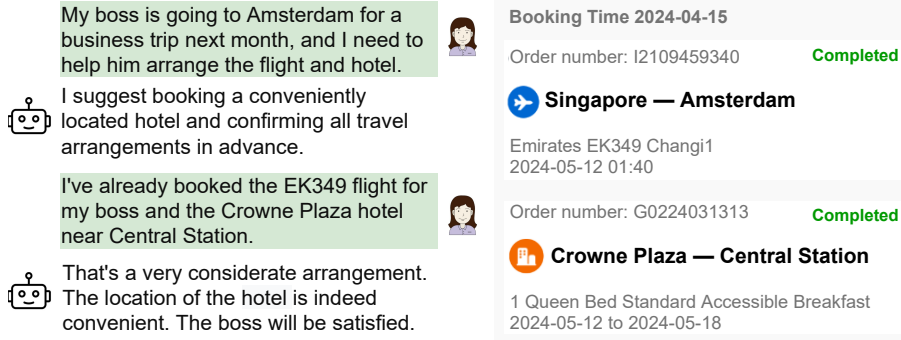 My boss is going to Amsterdam for a
business trip next month, and I need to
help him arrange the flight and hotel.
I suggest booking a conveniently
located hotel and confirming all travel
arrangements in advance.
I've already booked the EK349 flight for
my boss and the Crowne Plaza hotel
near Central Station.
That's a very considerate arrangement.
The location of the hotel is indeed
convenient. The boss will be satisfied.
Booking Time 2024-04-15
Order number: I2109459340 Completed
Singapore — Amsterdam
Emirates EK349 Changi1
2024-05-12 01:40
Order number: G0224031313 Completed
Crowne Plaza — Central Station
1 Queen Bed Standard Accessible Breakfast
2024-05-12 to 2024-05-18